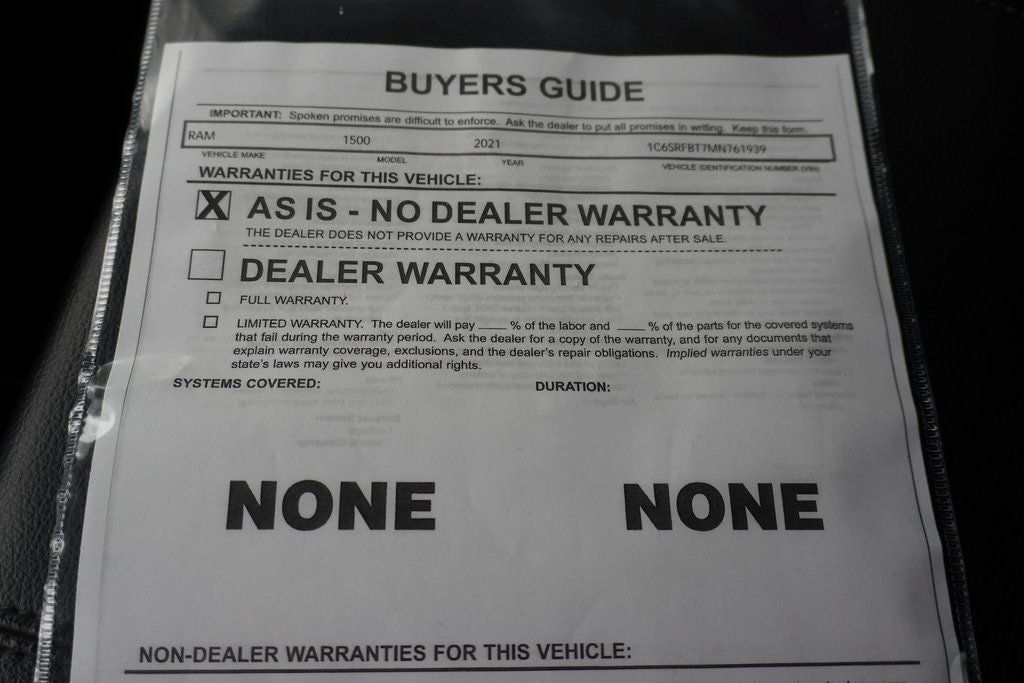 BUYERS GUIDE
IMPORTANT: Spoken promises are difficult to enforce. Ask the dealer to put all promises in writing. Keep this form.
RAM 1500 2021 1C6SRFBT7MN761939
VEHICLE MAKE MODEL YEAR VEHICLE IDENTIFICATION NUMBER (VIN)
WARRANTIES FOR THIS VEHICLE:
X AS IS - NO DEALER WARRANTY
THE DEALER DOES NOT PROVIDE A WARRANTY FOR ANY REPAIRS AFTER SALE.
DEALER WARRANTY
FULL WARRANTY.
LIMITED WARRANTY. The dealer will pay ____ % of the labor and ____ % of the parts for the covered systems
that fail during the warranty period. Ask the dealer for a copy of the warranty, and for any documents that
explain warranty coverage, exclusions, and the dealer's repair obligations. Implied warranties under your
state's laws may give you additional rights.
SYSTEMS COVERED: DURATION:
NONE NONE
NON-DEALER WARRANTIES FOR THIS VEHICLE: